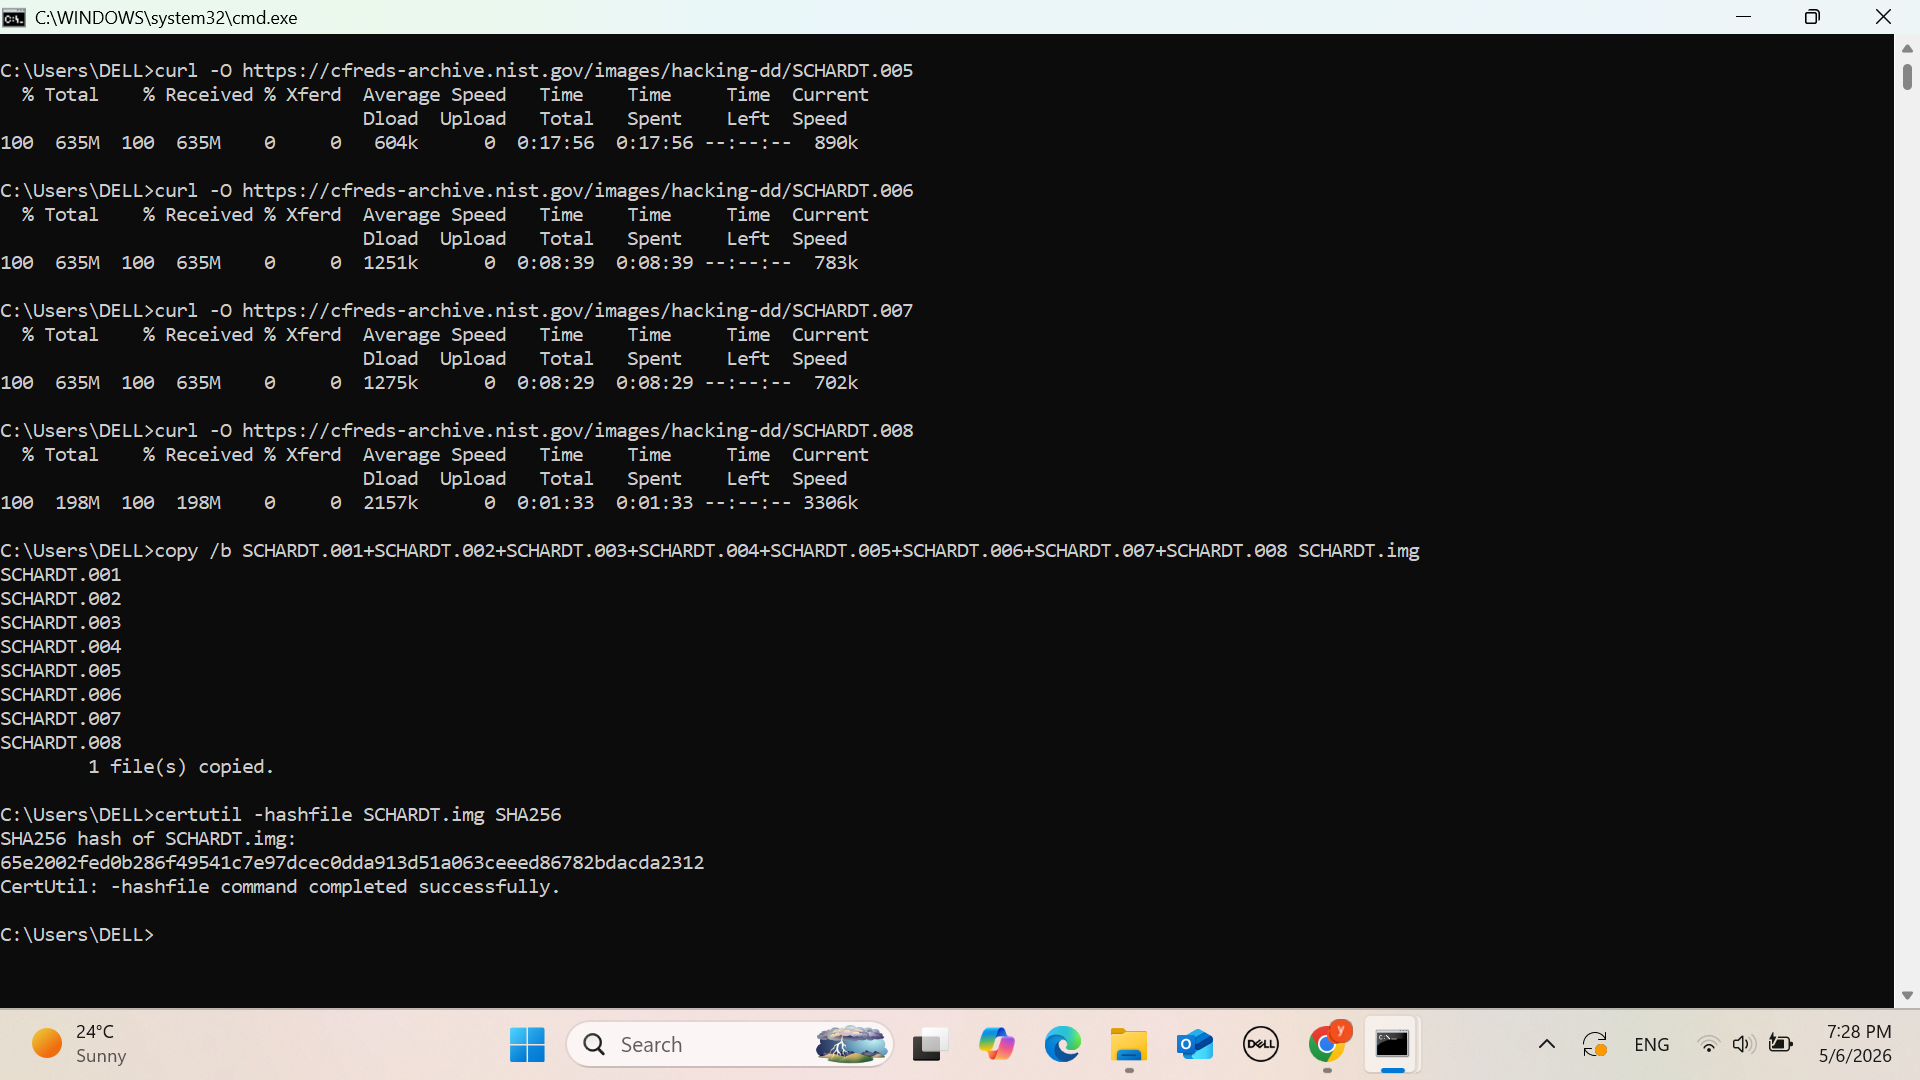 C:\WINDOWS\system32\cmd.exe
C:\Users\DELL>curl -O https://cfreds-archive.nist.gov/images/hacking-dd/SCHARDT.005
  % Total    % Received % Xferd  Average Speed   Time    Time     Time  Current
                                 Dload  Upload   Total   Spent    Left  Speed
100  635M  100  635M    0     0   604k      0  0:17:56  0:17:56 --:--:--  890k
C:\Users\DELL>curl -O https://cfreds-archive.nist.gov/images/hacking-dd/SCHARDT.006
  % Total    % Received % Xferd  Average Speed   Time    Time     Time  Current
                                 Dload  Upload   Total   Spent    Left  Speed
100  635M  100  635M    0     0  1251k      0  0:08:39  0:08:39 --:--:--  783k
C:\Users\DELL>curl -O https://cfreds-archive.nist.gov/images/hacking-dd/SCHARDT.007
  % Total    % Received % Xferd  Average Speed   Time    Time     Time  Current
                                 Dload  Upload   Total   Spent    Left  Speed
100  635M  100  635M    0     0  1275k      0  0:08:29  0:08:29 --:--:--  702k
C:\Users\DELL>curl -O https://cfreds-archive.nist.gov/images/hacking-dd/SCHARDT.008
  % Total    % Received % Xferd  Average Speed   Time    Time     Time  Current
                                 Dload  Upload   Total   Spent    Left  Speed
100  198M  100  198M    0     0  2157k      0  0:01:33  0:01:33 --:--:-- 3306k
C:\Users\DELL>copy /b SCHARDT.001+SCHARDT.002+SCHARDT.003+SCHARDT.004+SCHARDT.005+SCHARDT.006+SCHARDT.007+SCHARDT.008 SCHARDT.img
SCHARDT.001
SCHARDT.002
SCHARDT.003
SCHARDT.004
SCHARDT.005
SCHARDT.006
SCHARDT.007
SCHARDT.008
        1 file(s) copied.
C:\Users\DELL>certutil -hashfile SCHARDT.img SHA256
SHA256 hash of SCHARDT.img:
65e2002fed0b286f49541c7e97dcec0dda913d51a063ceeed86782bdacda2312
CertUtil: -hashfile command completed successfully.
C:\Users\DELL>
24°C
Sunny
Search
DELL
y
ENG
7:28 PM
5/6/2026